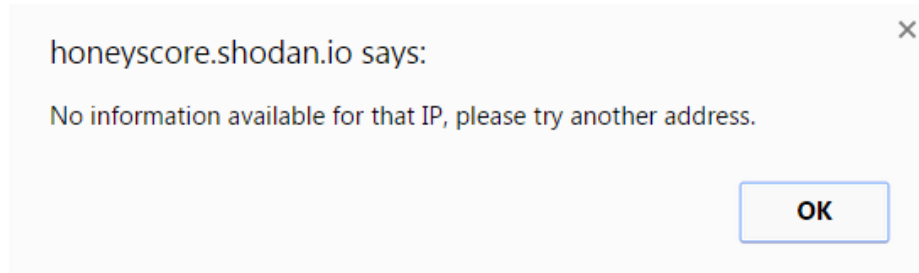 honeyscore.shodan.io says:
No information available for that IP, please try another address.
OK